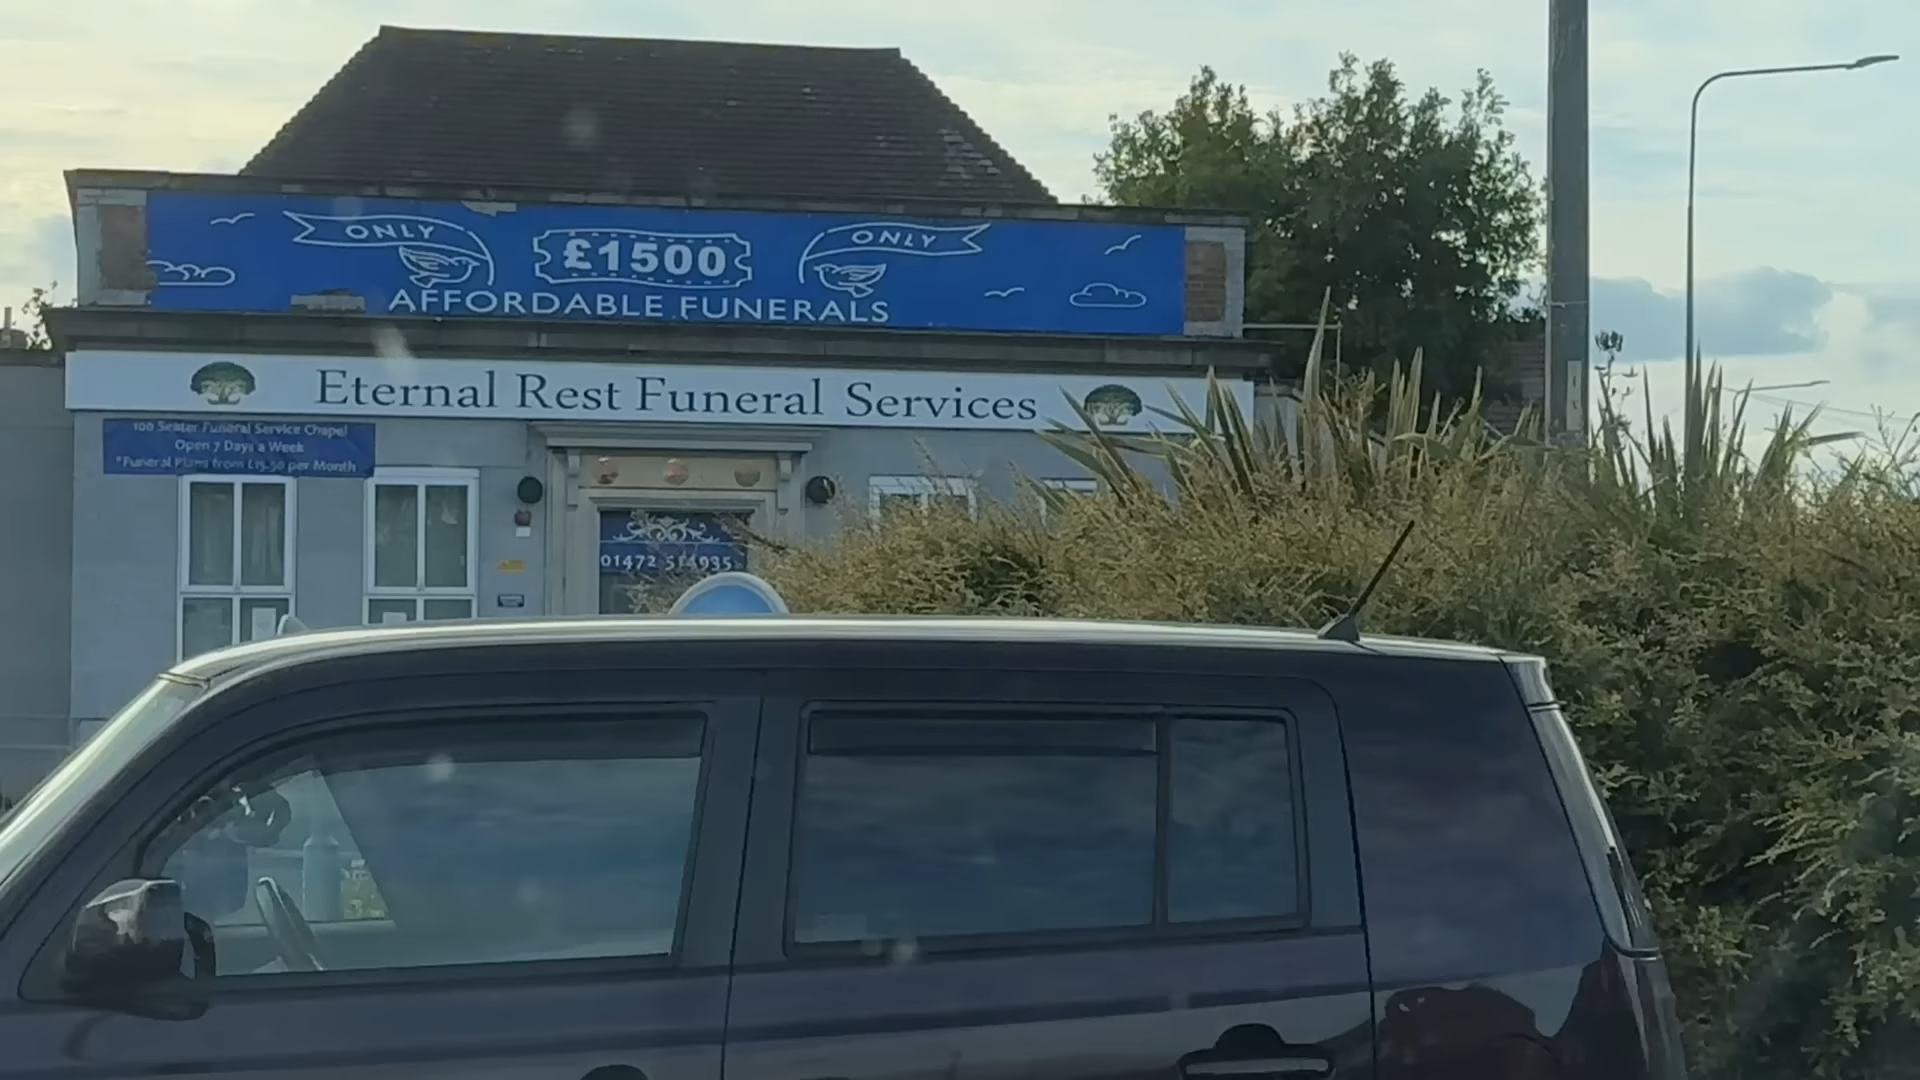 ONLY £1500 ONLY
AFFORDABLE FUNERALS
Eternal Rest Funeral Services
100 Seater Funeral Service Chapel
Open 7 Days a Week
*Funeral Plans from £15.50 per Month
01472 514935